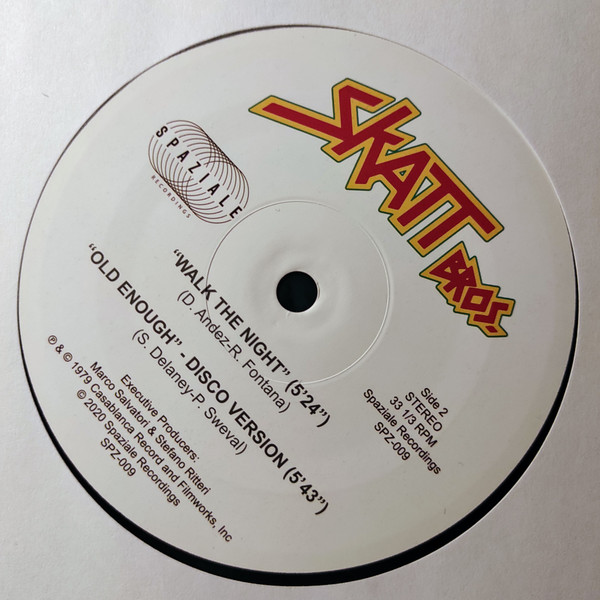 SKATT
BROS.
SPAZIALE
RECORDINGS
"WALK THE NIGHT" (5'24")
(D. Andez-R. Fontana)
"OLD ENOUGH" - DISCO VERSION (5'43")
(S. Delaney-P. Sweval)
Side 2
STEREO
33 1/3 RPM
Spaziale Recordings
SPZ-009
Executive Producers:
Marco Salvatori & Stefano Ritteri
℗ & © 1979 Casablanca Record and Filmworks, Inc
© 2020 Spaziale Recordings
SPZ-009